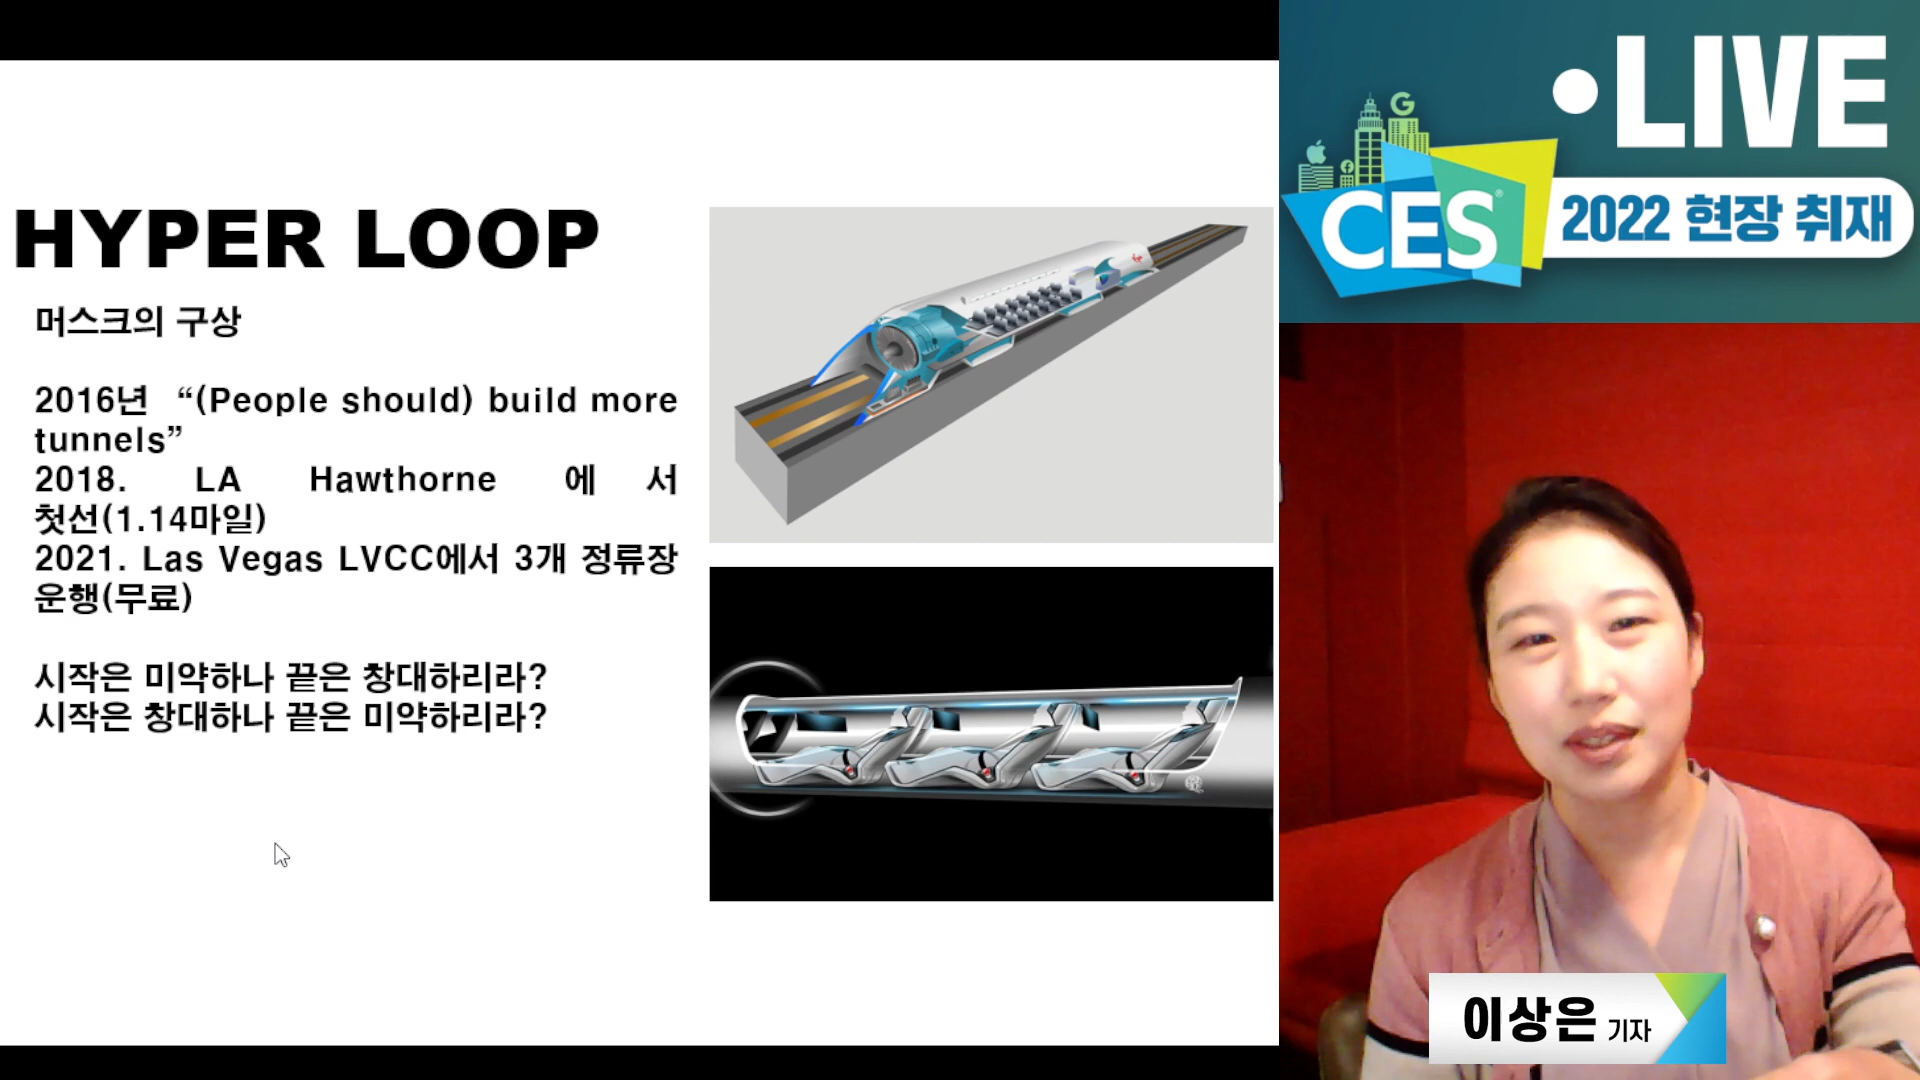 HYPER LOOP
머스크의 구상
2016년 “(People should) build more
tunnels”
2018. LA Hawthorne 에 서
첫선(1.14마일)
2021. Las Vegas LVCC에서 3개 정류장
운행(무료)
시작은 미약하나 끝은 창대하리라?
시작은 창대하나 끝은 미약하리라?
•LIVE
G
CES®
2022 현장 취재
이상은 기자